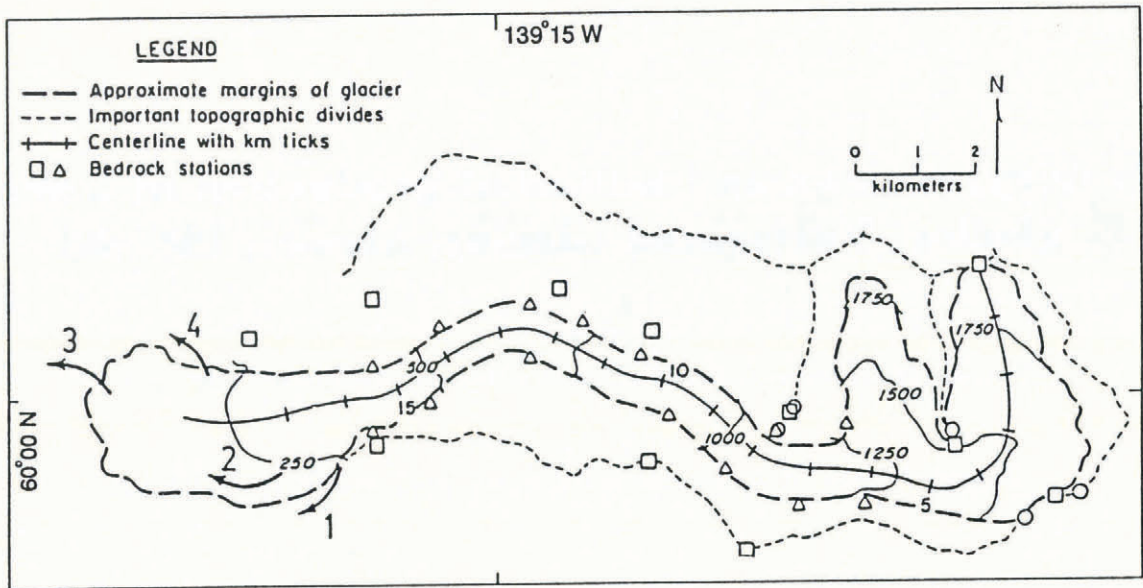 139°15 W
LEGEND
Approximate margins of glacier
Important topographic divides
Centerline with km ticks
Bedrock stations
N
0 1 2
kilometers
3
4
1750
1750
500
10
15
1500
1000
1250
250
2
5
1
60°00 N